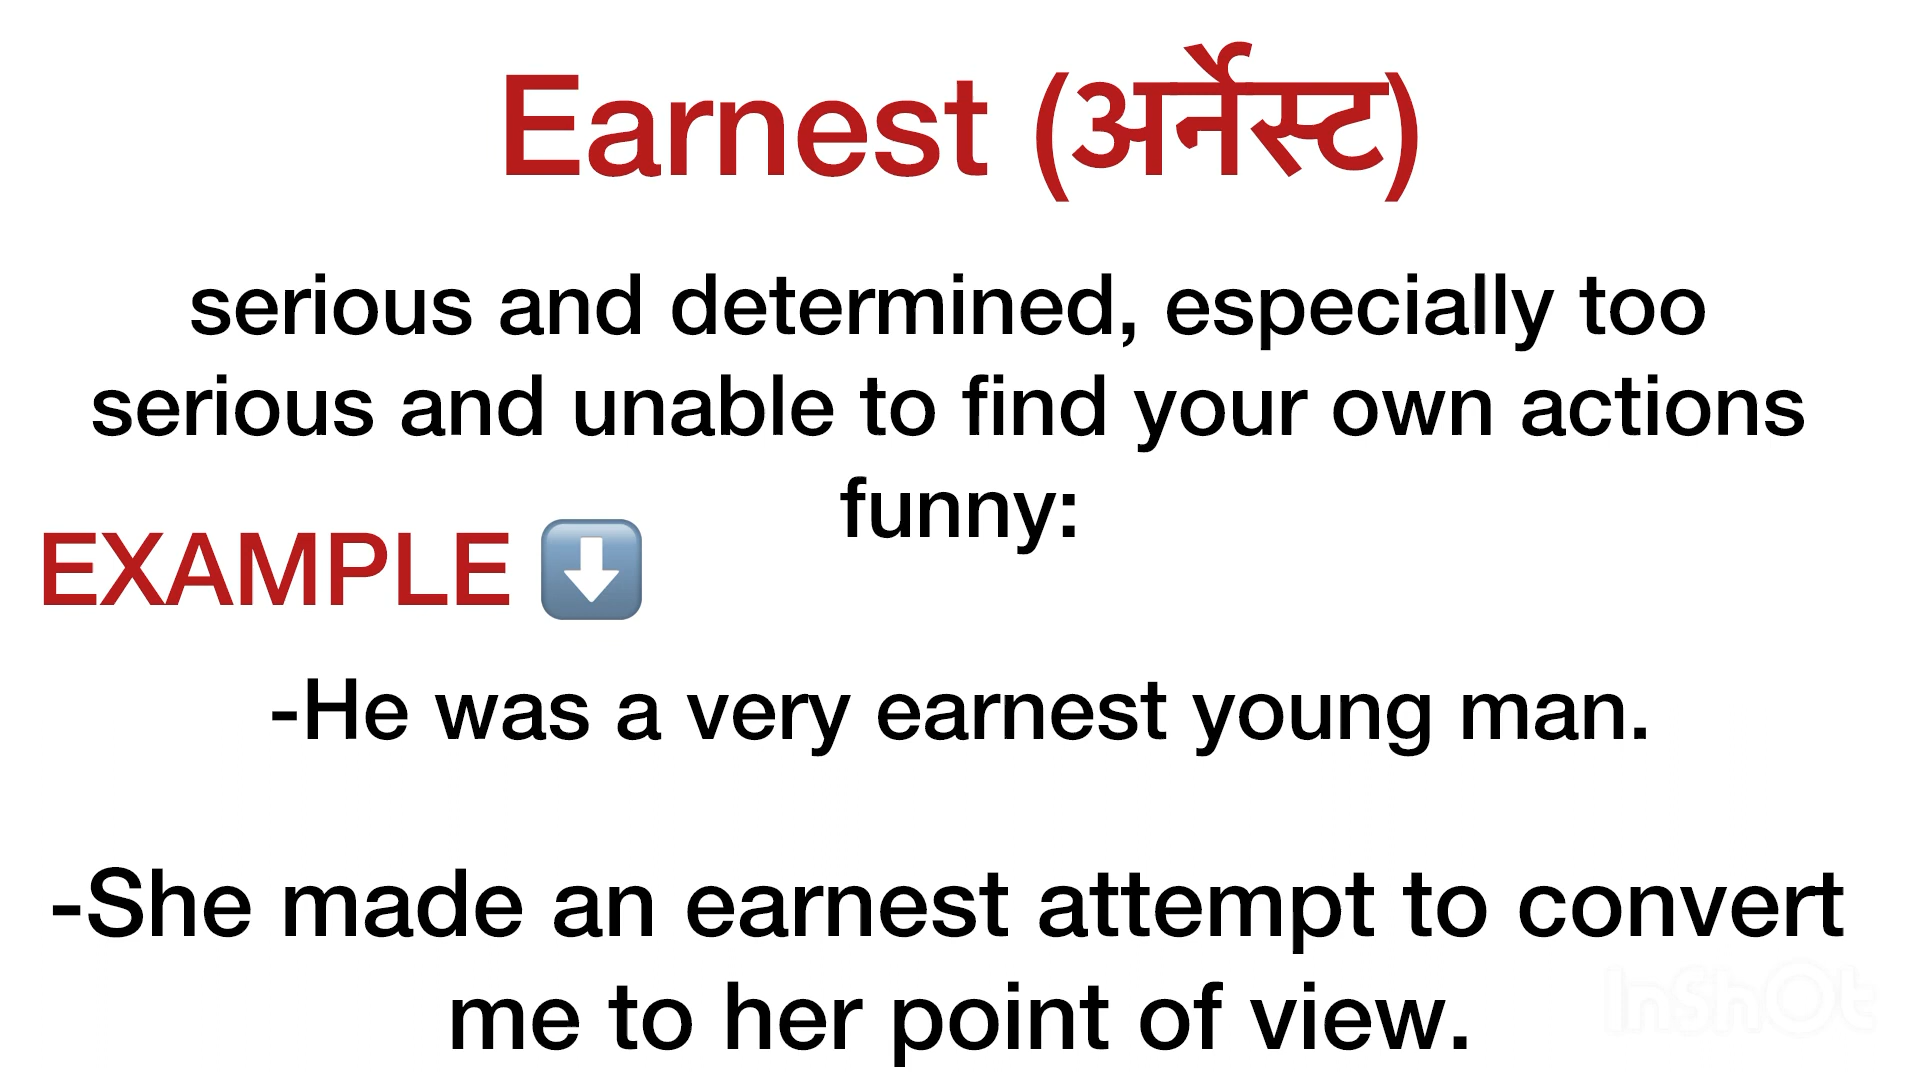 Earnest (अर्नेस्ट)
serious and determined, especially too
serious and unable to find your own actions
funny:
EXAMPLE ⬇️
-He was a very earnest young man.
-She made an earnest attempt to convert
me to her point of view.
InShOt